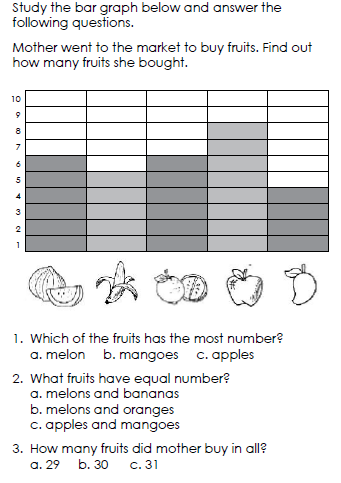 Study the bar graph below and answer the
following questions.
Mother went to the market to buy fruits. Find out
how many fruits she bought.
10
9
8
7
6
5
4
3
2
1
1. Which of the fruits has the most number?
a. melon b. mangoes c. apples
2. What fruits have equal number?
a. melons and bananas
b. melons and oranges
c. apples and mangoes
3. How many fruits did mother buy in all?
a. 29 b. 30 c. 31